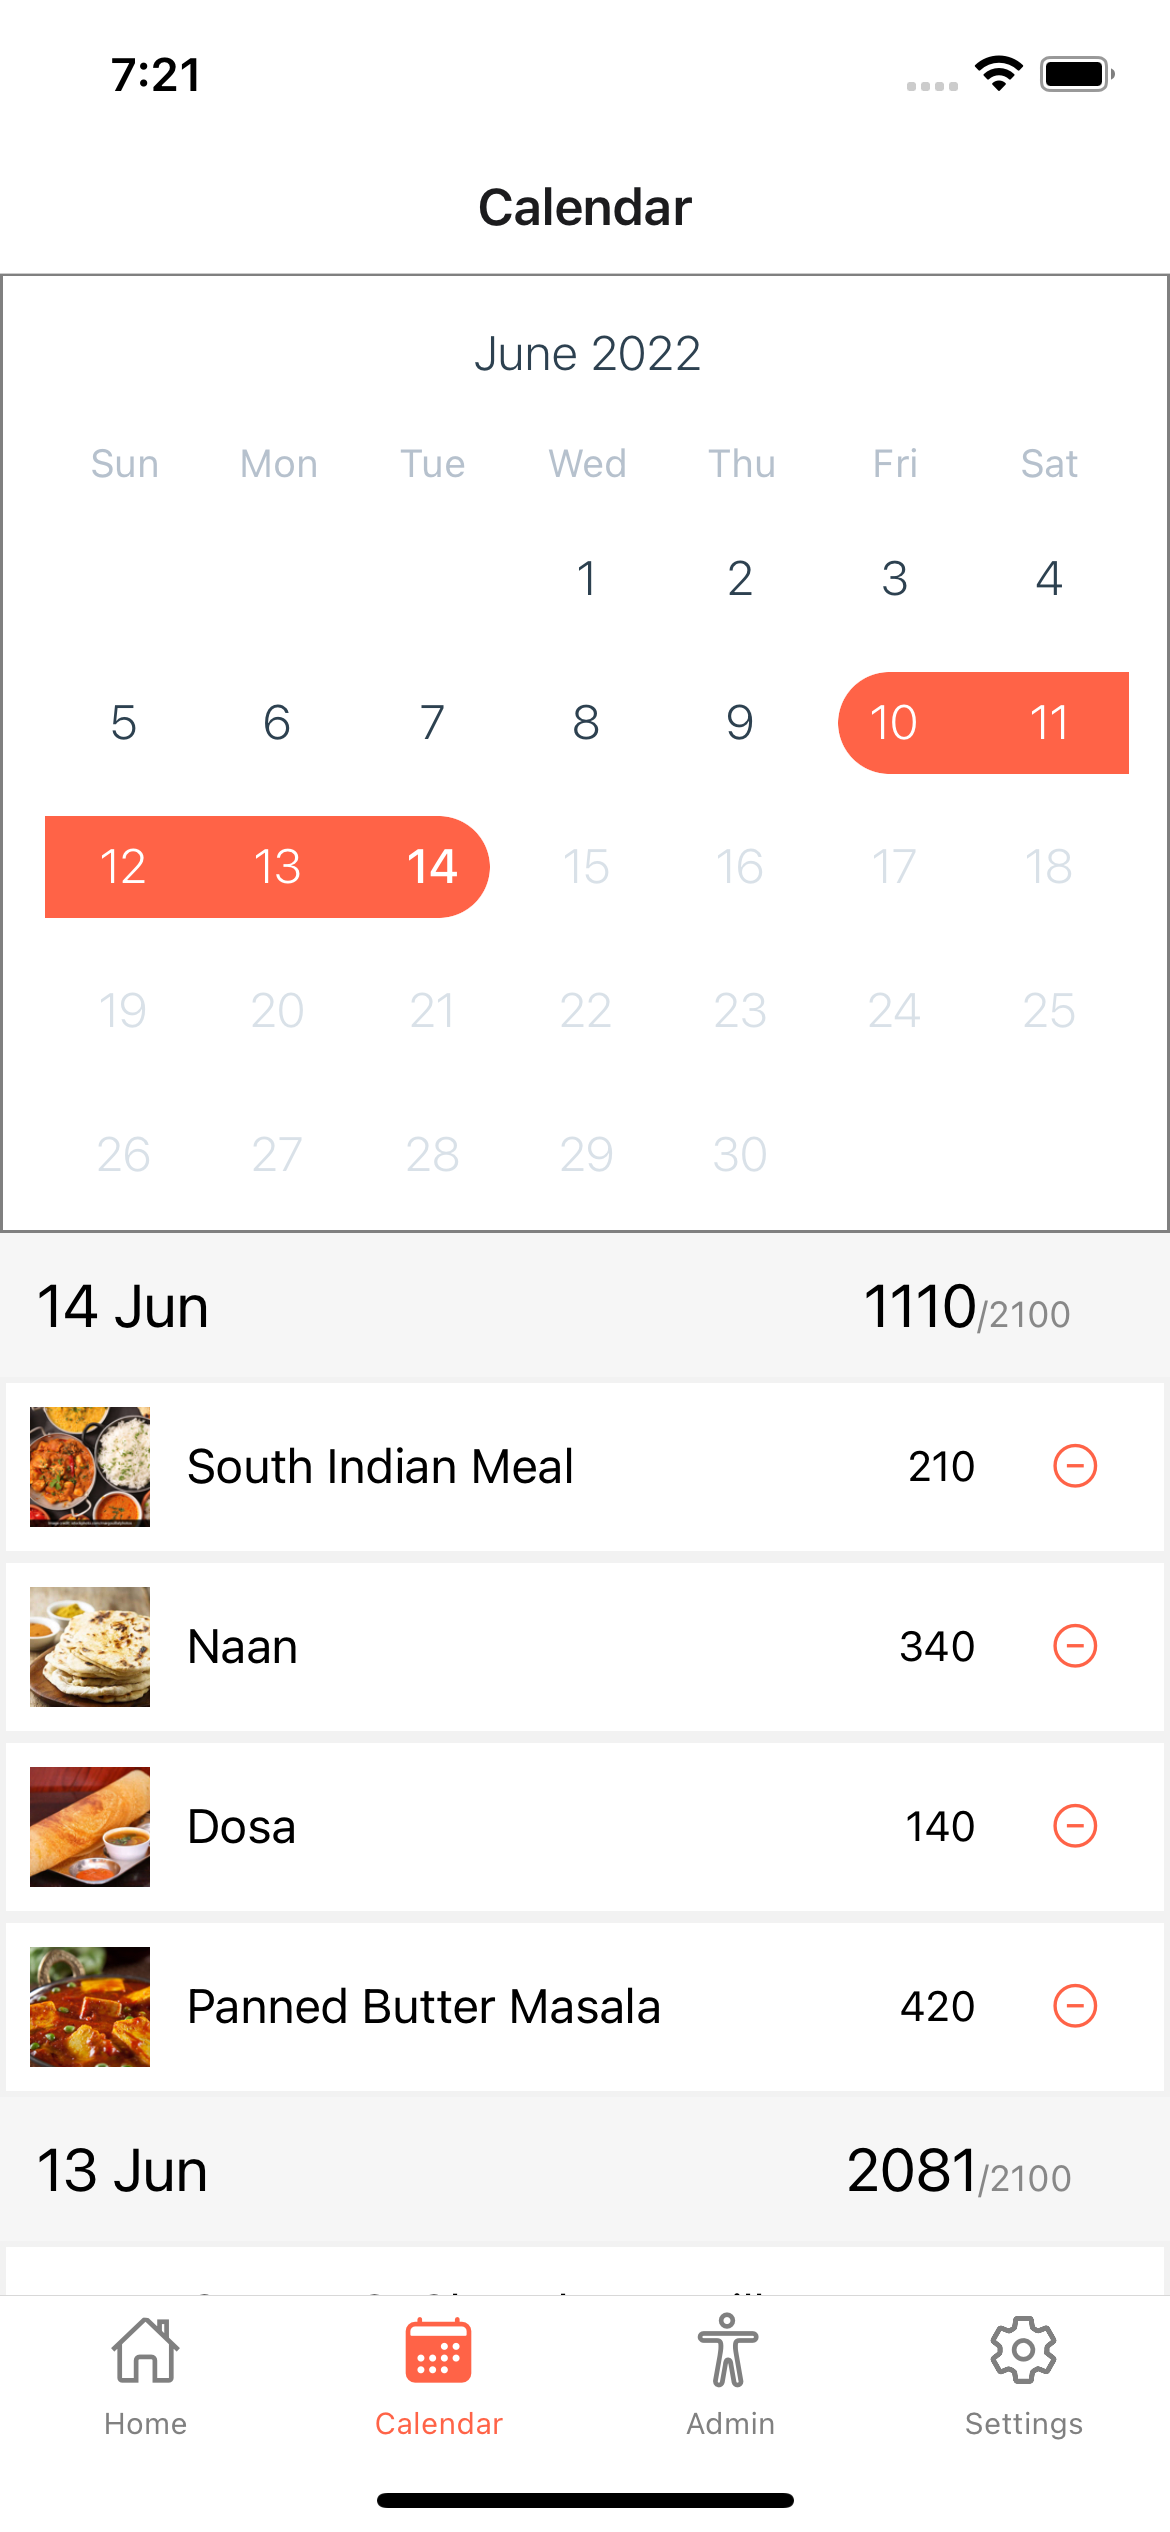 7:21
Calendar
June 2022
Sun Mon Tue Wed Thu Fri Sat
1 2 3 4
5 6 7 8 9 10 11
12 13 14 15 16 17 18
19 20 21 22 23 24 25
26 27 28 29 30
14 Jun 1110/2100
South Indian Meal 210
Naan 340
Dosa 140
Panned Butter Masala 420
13 Jun 2081/2100
Home Calendar Admin Settings